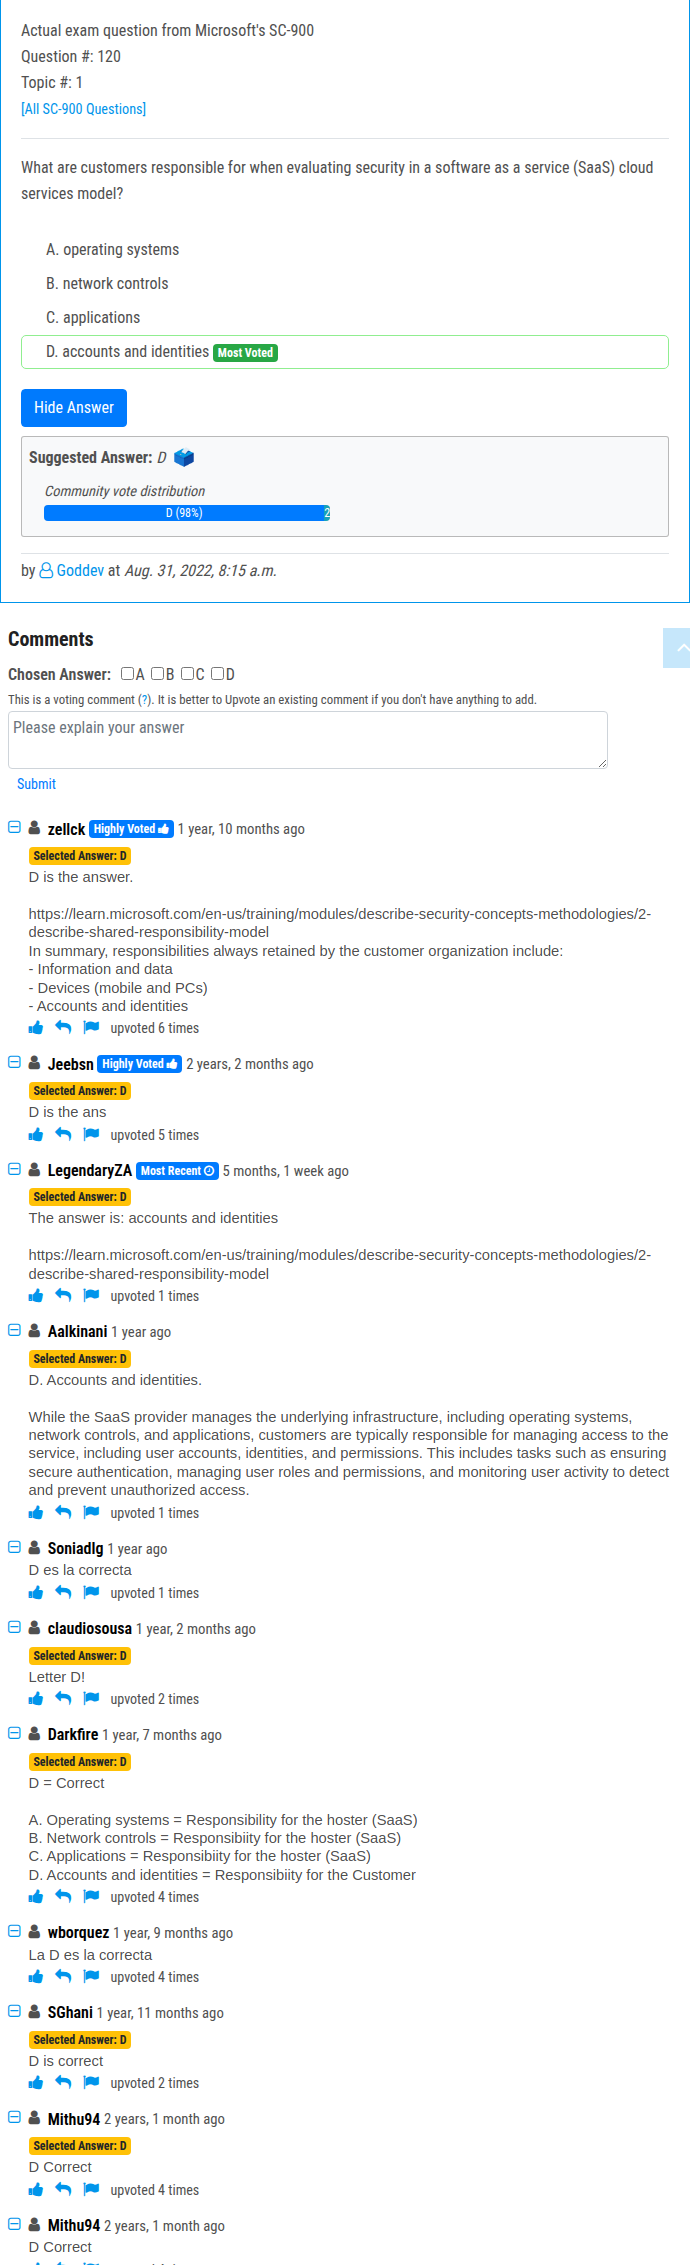 Actual exam question from Microsoft's SC-900
Question #: 120
Topic #: 1
[All SC-900 Questions]
What are customers responsible for when evaluating security in a software as a service (SaaS) cloud
services model?
A. operating systems
B. network controls
C. applications
D. accounts and identities Most Voted
Hide Answer
Suggested Answer: D
Community vote distribution
D (98%) 2
by Goddev at Aug. 31, 2022, 8:15 a.m.
Comments
Chosen Answer: A B C D
This is a voting comment (?). It is better to Upvote an existing comment if you don't have anything to add.
Please explain your answer
Submit
zellck Highly Voted 1 year, 10 months ago
Selected Answer: D
D is the answer.
https://learn.microsoft.com/en-us/training/modules/describe-security-concepts-methodologies/2-
describe-shared-responsibility-model
In summary, responsibilities always retained by the customer organization include:
- Information and data
- Devices (mobile and PCs)
- Accounts and identities
upvoted 6 times
Jeebsn Highly Voted 2 years, 2 months ago
Selected Answer: D
D is the ans
upvoted 5 times
LegendaryZA Most Recent 5 months, 1 week ago
Selected Answer: D
The answer is: accounts and identities
https://learn.microsoft.com/en-us/training/modules/describe-security-concepts-methodologies/2-
describe-shared-responsibility-model
upvoted 1 times
Aalkinani 1 year ago
Selected Answer: D
D. Accounts and identities.
While the SaaS provider manages the underlying infrastructure, including operating systems,
network controls, and applications, customers are typically responsible for managing access to the
service, including user accounts, identities, and permissions. This includes tasks such as ensuring
secure authentication, managing user roles and permissions, and monitoring user activity to detect
and prevent unauthorized access.
upvoted 1 times
Soniadlg 1 year ago
D es la correcta
upvoted 1 times
claudiosousa 1 year, 2 months ago
Selected Answer: D
Letter D!
upvoted 2 times
Darkfire 1 year, 7 months ago
Selected Answer: D
D = Correct
A. Operating systems = Responsibility for the hoster (SaaS)
B. Network controls = Responsibiity for the hoster (SaaS)
C. Applications = Responsibiity for the hoster (SaaS)
D. Accounts and identities = Responsibiity for the Customer
upvoted 4 times
wborquez 1 year, 9 months ago
La D es la correcta
upvoted 4 times
SGhani 1 year, 11 months ago
Selected Answer: D
D is correct
upvoted 2 times
Mithu94 2 years, 1 month ago
Selected Answer: D
D Correct
upvoted 4 times
Mithu94 2 years, 1 month ago
D Correct